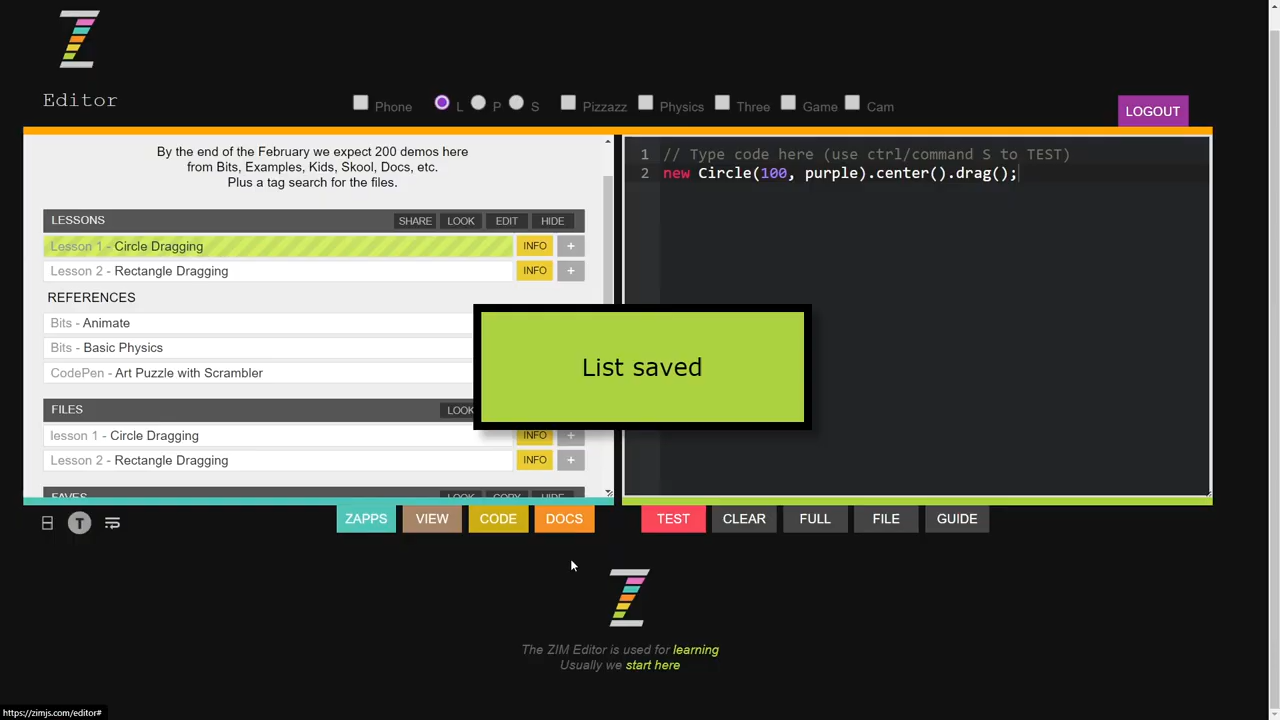 Editor
Phone L P S Pizzazz Physics Three Game Cam
LOGOUT
By the end of the February we expect 200 demos here
from Bits, Examples, Kids, Skool, Docs, etc.
Plus a tag search for the files.
LESSONS SHARE LOOK EDIT HIDE
Lesson 1 - Circle Dragging INFO +
Lesson 2 - Rectangle Dragging INFO +
REFERENCES
Bits - Animate
Bits - Basic Physics
CodePen - Art Puzzle with Scrambler
FILES LOOK
lesson 1 - Circle Dragging INFO +
Lesson 2 - Rectangle Dragging INFO +
FAVES LOOK COPY HIDE
1 // Type code here (use ctrl/command S to TEST)
2 new Circle(100, purple).center().drag();
List saved
T
ZAPPS VIEW CODE DOCS TEST CLEAR FULL FILE GUIDE
The ZIM Editor is used for learning
Usually we start here
https://zimjs.com/editor#